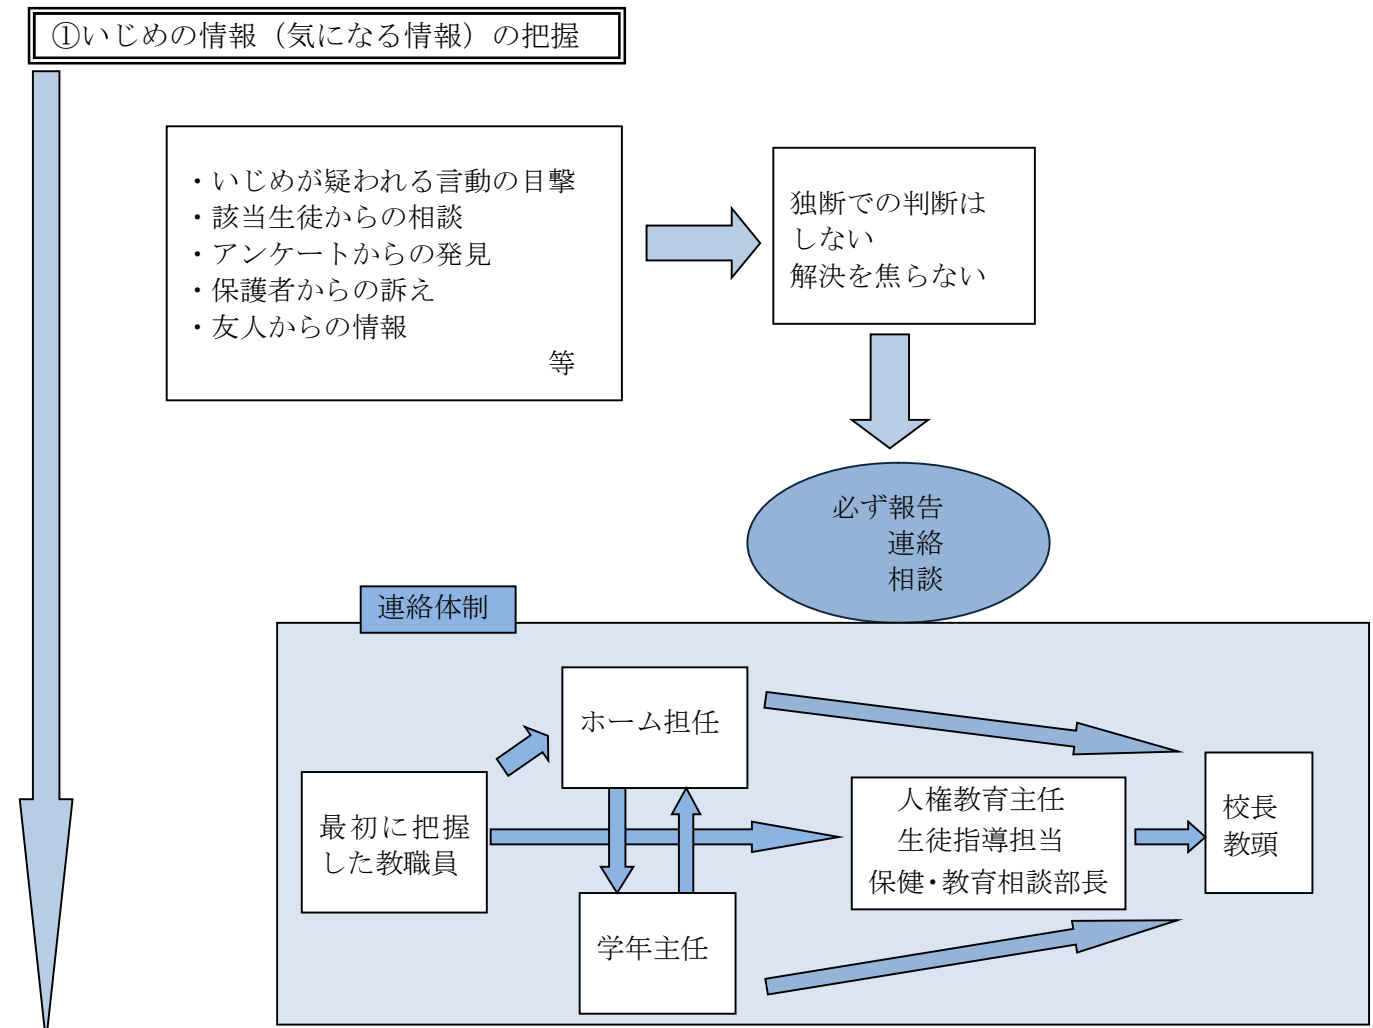 ①いじめの情報（気になる情報）の把握
・いじめが疑われる言動の目撃
・該当生徒からの相談
・アンケートからの発見
・保護者からの訴え
・友人からの情報
等
独断での判断は
しない
解決を焦らない
必ず報告
連絡
相談
連絡体制
ホーム担任
最初に把握
した教職員
人権教育主任
生徒指導担当
保健・教育相談部長
校長
教頭
学年主任